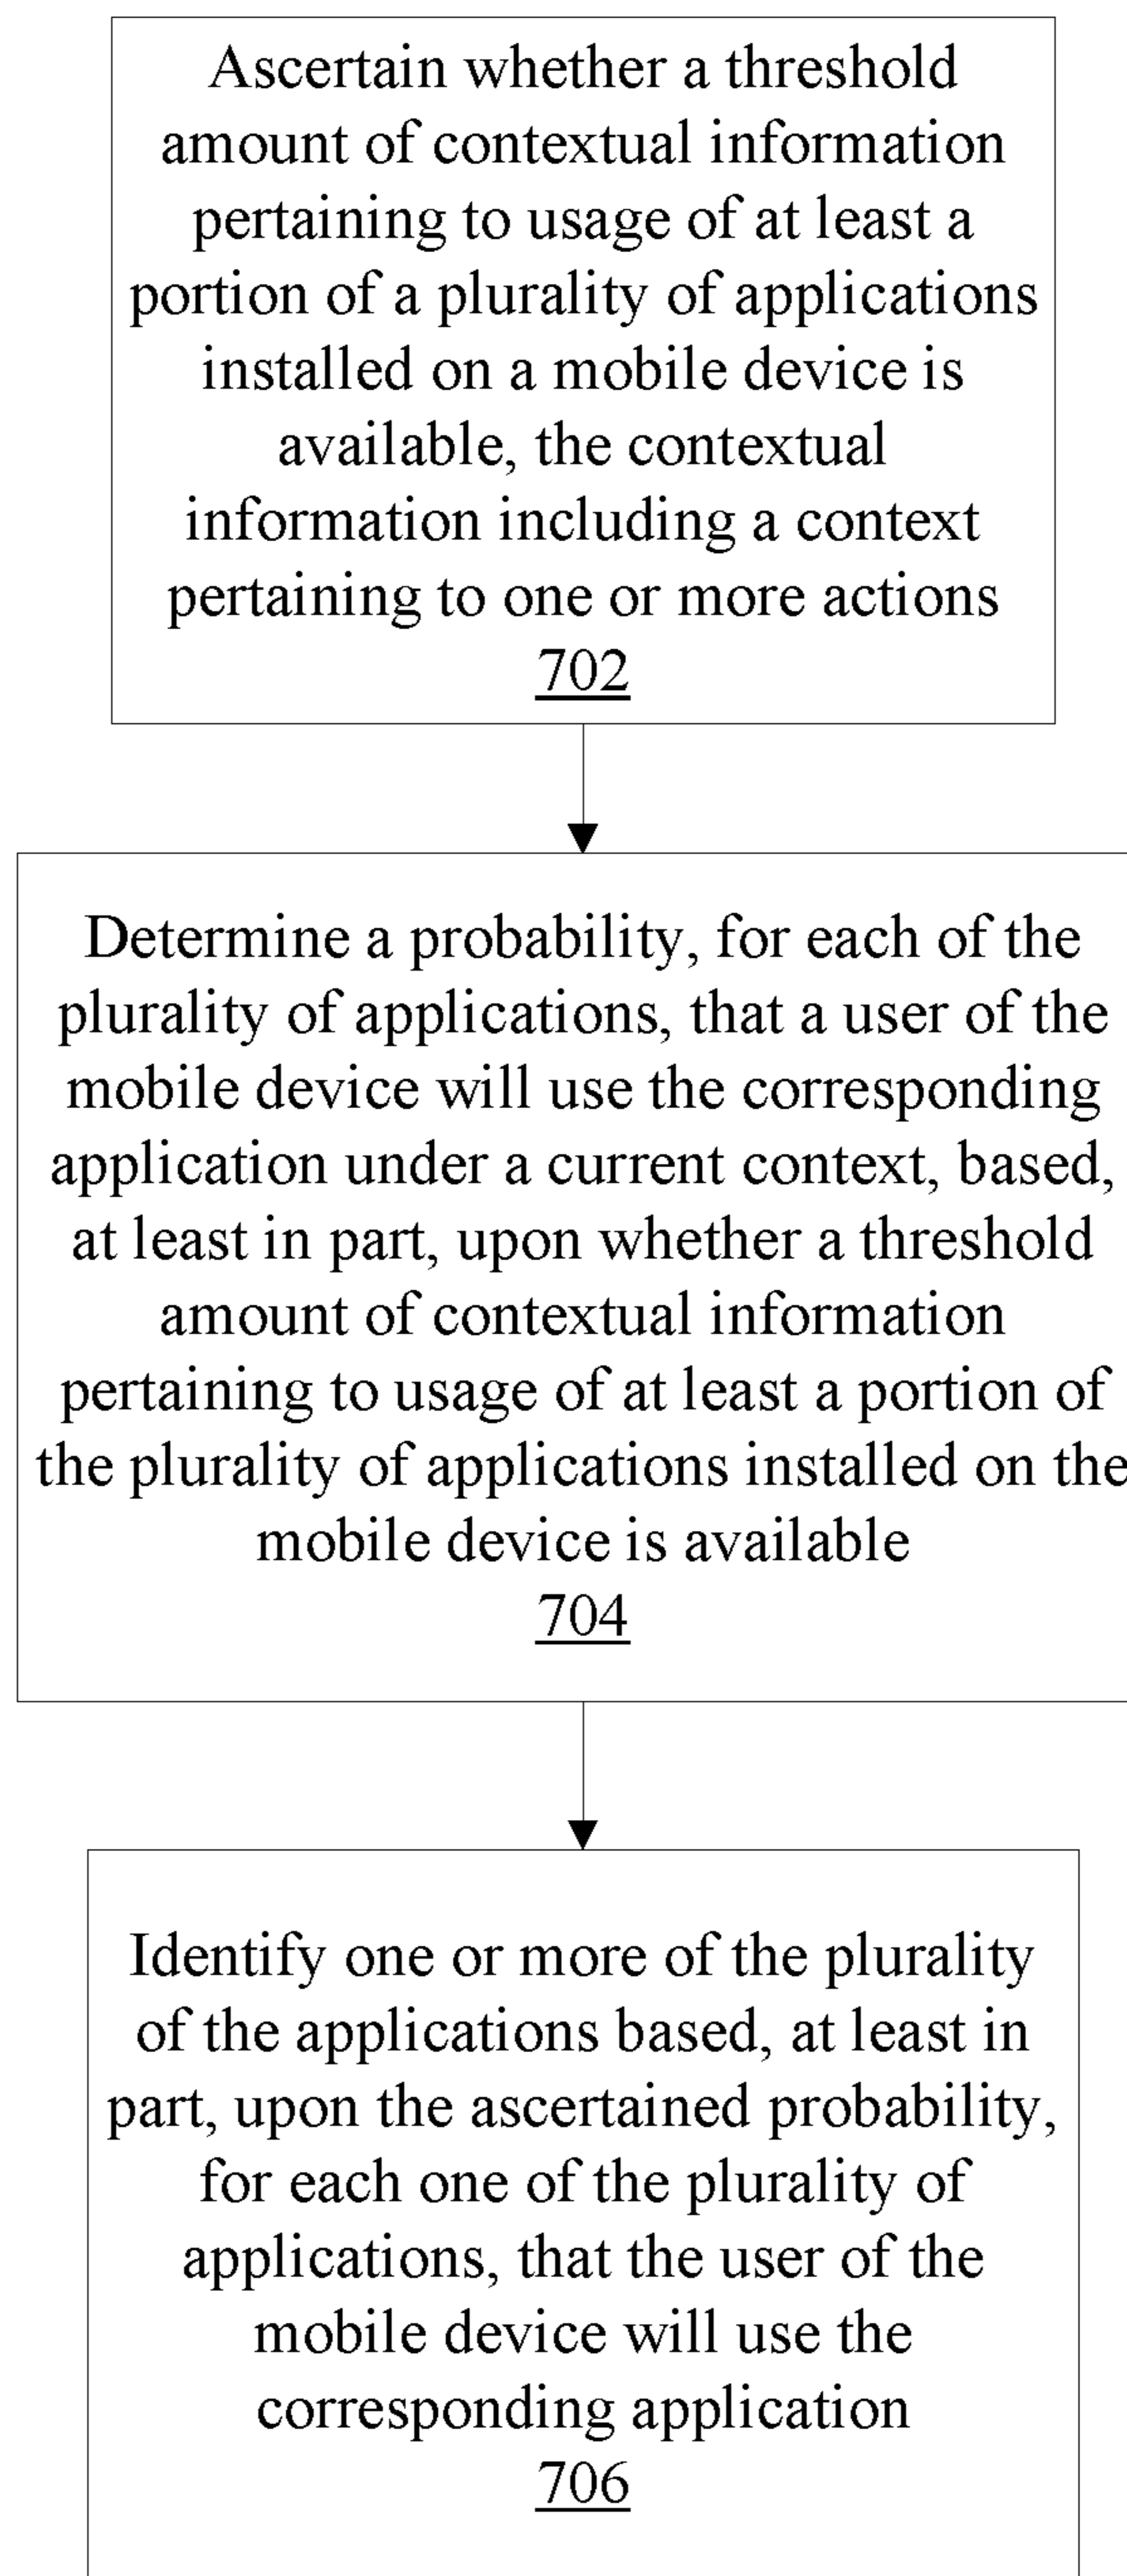 Ascertain whether a threshold
amount of contextual information
pertaining to usage of at least a
portion of a plurality of applications
installed on a mobile device is
available, the contextual
information including a context
pertaining to one or more actions
702
Determine a probability, for each of the
plurality of applications, that a user of the
mobile device will use the corresponding
application under a current context, based,
at least in part, upon whether a threshold
amount of contextual information
pertaining to usage of at least a portion of
the plurality of applications installed on the
mobile device is available
704
Identify one or more of the plurality
of the applications based, at least in
part, upon the ascertained probability,
for each one of the plurality of
applications, that the user of the
mobile device will use the
corresponding application
706